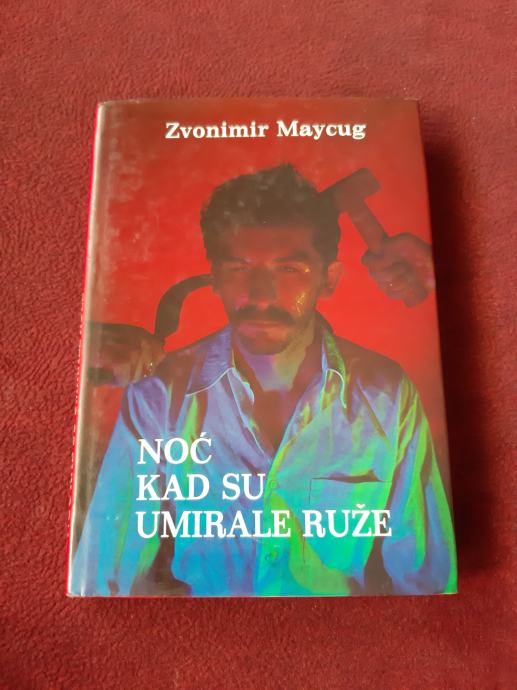 Zvonimir Maycug
NOĆ
KAD SU
UMIRALE RUŽE